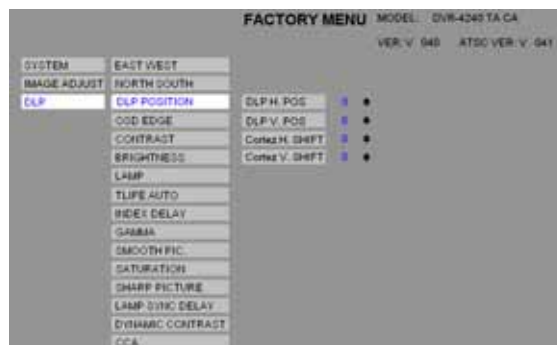 FACTORY MENU MODEL: DVR-4240 TA CA
VER: V 040 ATSC VER: V 041
SYSTEM EAST WEST
IMAGE ADJUST NORTH SOUTH
DLP DLP POSITION DLP H. POS
OSD EDGE DLP V. POS
CONTRAST Cortez H. SHIFT
BRIGHTNESS Cortez V. SHIFT
LAMP
TLIFE AUTO
INDEX DELAY
GAMMA
SMOOTH PIC.
SATURATION
SHARP PICTURE
LAMP SYNC DELAY
DYNAMIC CONTRAST
CCA